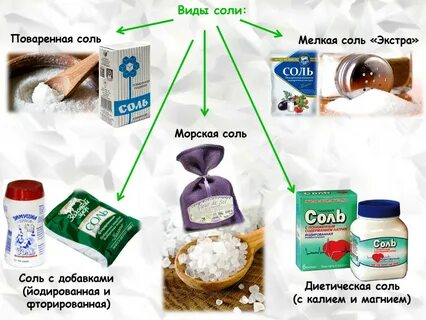 Виды соли:
Поваренная соль
Мелкая соль «Экстра»
СОЛЬ
СОЛЬ
Морская соль
СОЛЬ
Соль
Соль
Соль с добавками
(йодированная и
фторированная)
Диетическая соль
(с калием и магнием)